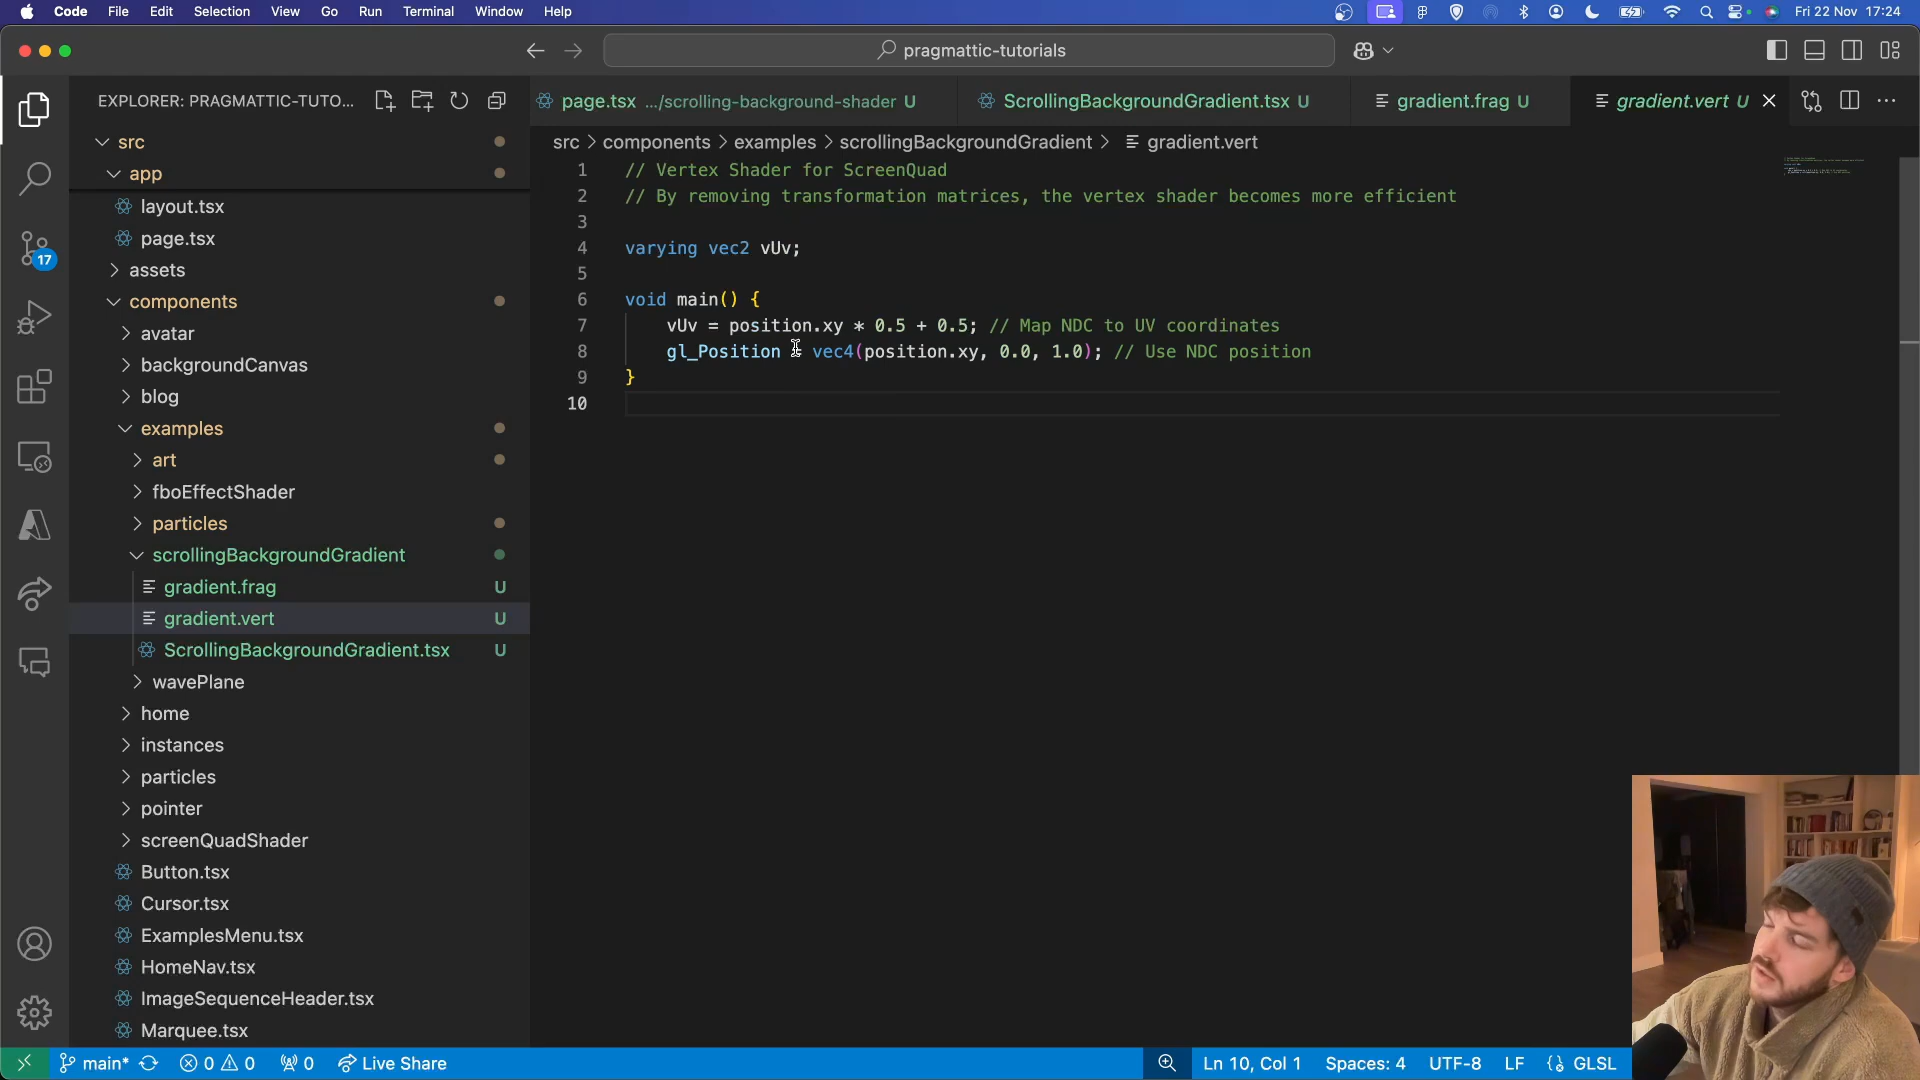 Code File Edit Selection View Go Run Terminal Window Help Fri 22 Nov 17:24
pragmattic-tutorials
EXPLORER: PRAGMATTIC-TUTO...
page.tsx .../scrolling-background-shader U
ScrollingBackgroundGradient.tsx U
gradient.frag U
gradient.vert U
src > components > examples > scrollingBackgroundGradient > gradient.vert
src
app
layout.tsx
page.tsx
assets
components
avatar
backgroundCanvas
blog
examples
art
fboEffectShader
particles
scrollingBackgroundGradient
gradient.frag U
gradient.vert U
ScrollingBackgroundGradient.tsx U
wavePlane
home
instances
particles
pointer
screenQuadShader
Button.tsx
Cursor.tsx
ExamplesMenu.tsx
HomeNav.tsx
ImageSequenceHeader.tsx
Marquee.tsx
17
1 // Vertex Shader for ScreenQuad
2 // By removing transformation matrices, the vertex shader becomes more efficient
3
4 varying vec2 vUv;
5
6 void main() {
7 vUv = position.xy * 0.5 + 0.5; // Map NDC to UV coordinates
8 gl_Position = vec4(position.xy, 0.0, 1.0); // Use NDC position
9 }
10
main* 0 0 0 Live Share Ln 10, Col 1 Spaces: 4 UTF-8 LF GLSL